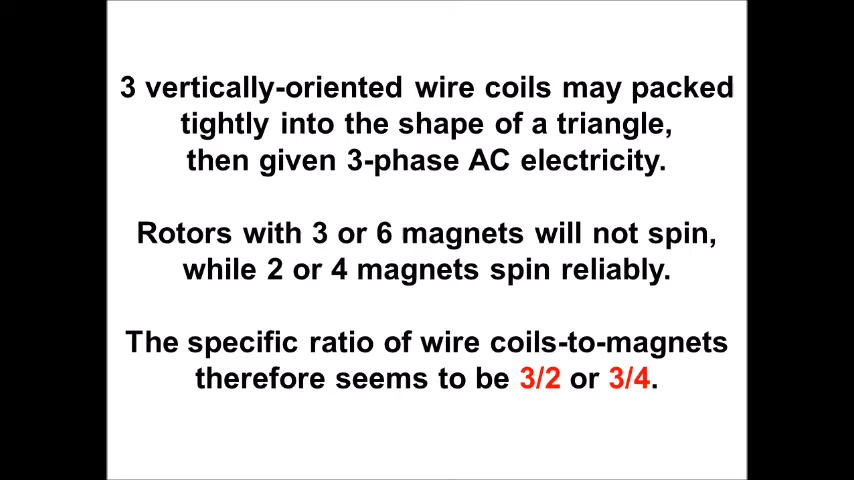 3 vertically-oriented wire coils may packed
tightly into the shape of a triangle,
then given 3-phase AC electricity.
Rotors with 3 or 6 magnets will not spin,
while 2 or 4 magnets spin reliably.
The specific ratio of wire coils-to-magnets
therefore seems to be 3/2 or 3/4.